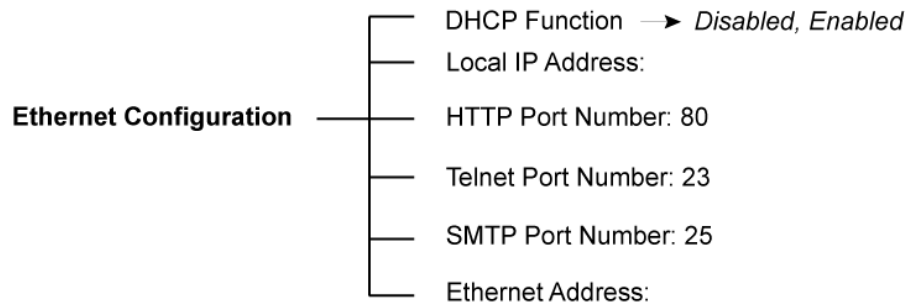 DHCP Function → Disabled, Enabled
Local IP Address:
Ethernet Configuration
HTTP Port Number: 80
Telnet Port Number: 23
SMTP Port Number: 25
Ethernet Address: